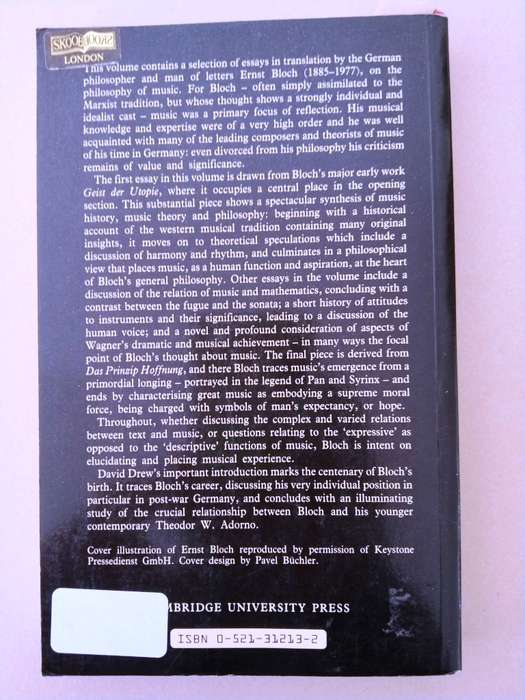 SKOOB BOOKS
LONDON
This volume contains a selection of essays in translation by the German
philosopher and man of letters Ernst Bloch (1885–1977), on the
philosophy of music. For Bloch – often simply assimilated to the
Marxist tradition, but whose thought shows a strongly individual and
idealist cast – music was a primary focus of reflection. His musical
knowledge and expertise were of a very high order and he was well
acquainted with many of the leading composers and theorists of music
of his time in Germany: even divorced from his philosophy his criticism
remains of value and significance.
The first essay in this volume is drawn from Bloch's major early work
Geist der Utopie, where it occupies a central place in the opening
section. This substantial piece shows a spectacular synthesis of music
history, music theory and philosophy: beginning with a historical
account of the western musical tradition containing many original
insights, it moves on to theoretical speculations which include a
discussion of harmony and rhythm, and culminates in a philosophical
view that places music, as a human function and aspiration, at the heart
of Bloch's general philosophy. Other essays in the volume include a
discussion of the relation of music and mathematics, concluding with a
contrast between the fugue and the sonata; a short history of attitudes
to instruments and their significance, leading to a discussion of the
human voice; and a novel and profound consideration of aspects of
Wagner's dramatic and musical achievement – in many ways the focal
point of Bloch's thought about music. The final piece is derived from
Das Prinzip Hoffnung, and there Bloch traces music's emergence from a
primordial longing – portrayed in the legend of Pan and Syrinx – and
ends by characterising great music as embodying a supreme moral
force, being charged with symbols of man's expectancy, or hope.
Throughout, whether discussing the complex and varied relations
between text and music, or questions relating to the 'expressive' as
opposed to the 'descriptive' functions of music, Bloch is intent on
elucidating and placing musical experience.
David Drew's important introduction marks the centenary of Bloch's
birth. It traces Bloch's career, discussing his very individual position in
particular in post-war Germany, and concludes with an illuminating
study of the crucial relationship between Bloch and his younger
contemporary Theodor W. Adorno.
Cover illustration of Ernst Bloch reproduced by permission of Keystone
Pressedienst GmbH. Cover design by Pavel Büchler.
MBRIDGE UNIVERSITY PRESS
ISBN 0-521-31213-2